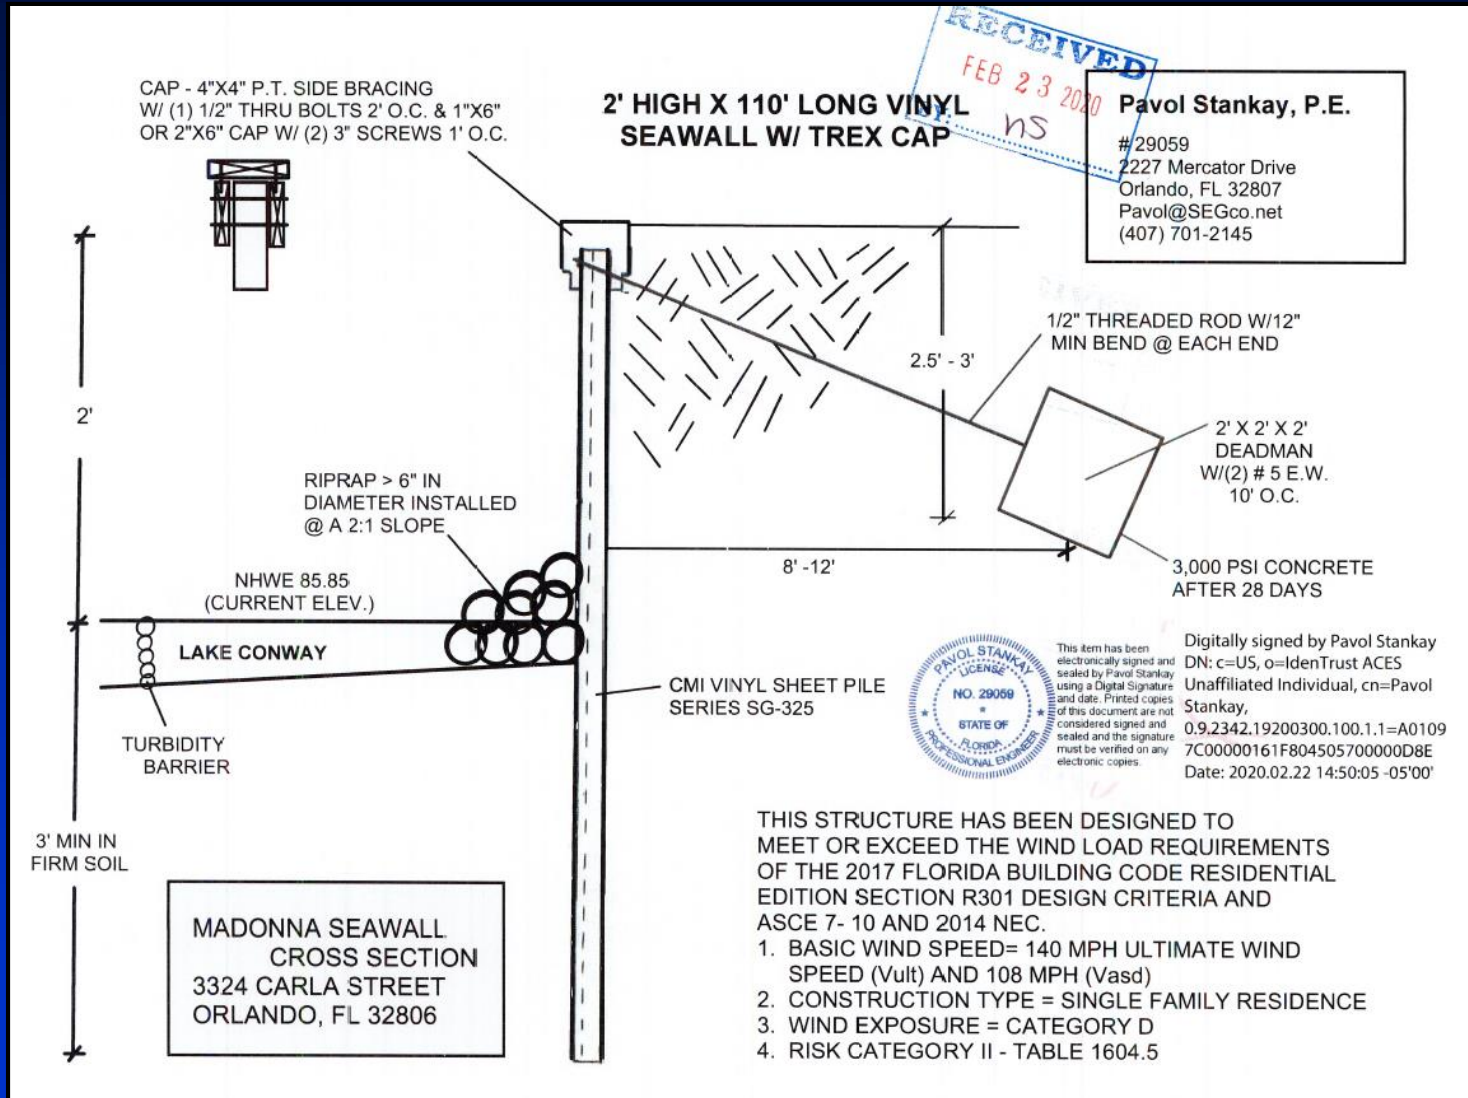 RECEIVED
FEB 23 2020
BY:
ns
CAP - 4"X4" P.T. SIDE BRACING
W/ (1) 1/2" THRU BOLTS 2' O.C. & 1"X6"
OR 2"X6" CAP W/ (2) 3" SCREWS 1' O.C.
2' HIGH X 110' LONG VINYL
SEAWALL W/ TREX CAP
Pavol Stankay, P.E.
# 29059
2227 Mercator Drive
Orlando, FL 32807
Pavol@SEGco.net
(407) 701-2145
1/2" THREADED ROD W/12"
MIN BEND @ EACH END
2.5' - 3'
2'
2' X 2' X 2'
DEADMAN
W/(2) # 5 E.W.
10' O.C.
RIPRAP > 6" IN
DIAMETER INSTALLED
@ A 2:1 SLOPE
8' -12'
3,000 PSI CONCRETE
AFTER 28 DAYS
NHWE 85.85
(CURRENT ELEV.)
LAKE CONWAY
CMI VINYL SHEET PILE
SERIES SG-325
TURBIDITY
BARRIER
PAVOL STANKAY
LICENSE
NO. 29059
STATE OF
FLORIDA
PROFESSIONAL ENGINEER
This item has been
electronically signed and
sealed by Pavol Stankay
using a Digital Signature
and date. Printed copies
of this document are not
considered signed and
sealed and the signature
must be verified on any
electronic copies.
Digitally signed by Pavol Stankay
DN: c=US, o=IdenTrust ACES
Unaffiliated Individual, cn=Pavol
Stankay,
0.9.2342.19200300.100.1.1=A0109
7C00000161F804505700000D8E
Date: 2020.02.22 14:50:05 -05'00'
3' MIN IN
FIRM SOIL
MADONNA SEAWALL
CROSS SECTION
3324 CARLA STREET
ORLANDO, FL 32806
THIS STRUCTURE HAS BEEN DESIGNED TO
MEET OR EXCEED THE WIND LOAD REQUIREMENTS
OF THE 2017 FLORIDA BUILDING CODE RESIDENTIAL
EDITION SECTION R301 DESIGN CRITERIA AND
ASCE 7- 10 AND 2014 NEC.
1. BASIC WIND SPEED= 140 MPH ULTIMATE WIND
SPEED (Vult) AND 108 MPH (Vasd)
2. CONSTRUCTION TYPE = SINGLE FAMILY RESIDENCE
3. WIND EXPOSURE = CATEGORY D
4. RISK CATEGORY II - TABLE 1604.5